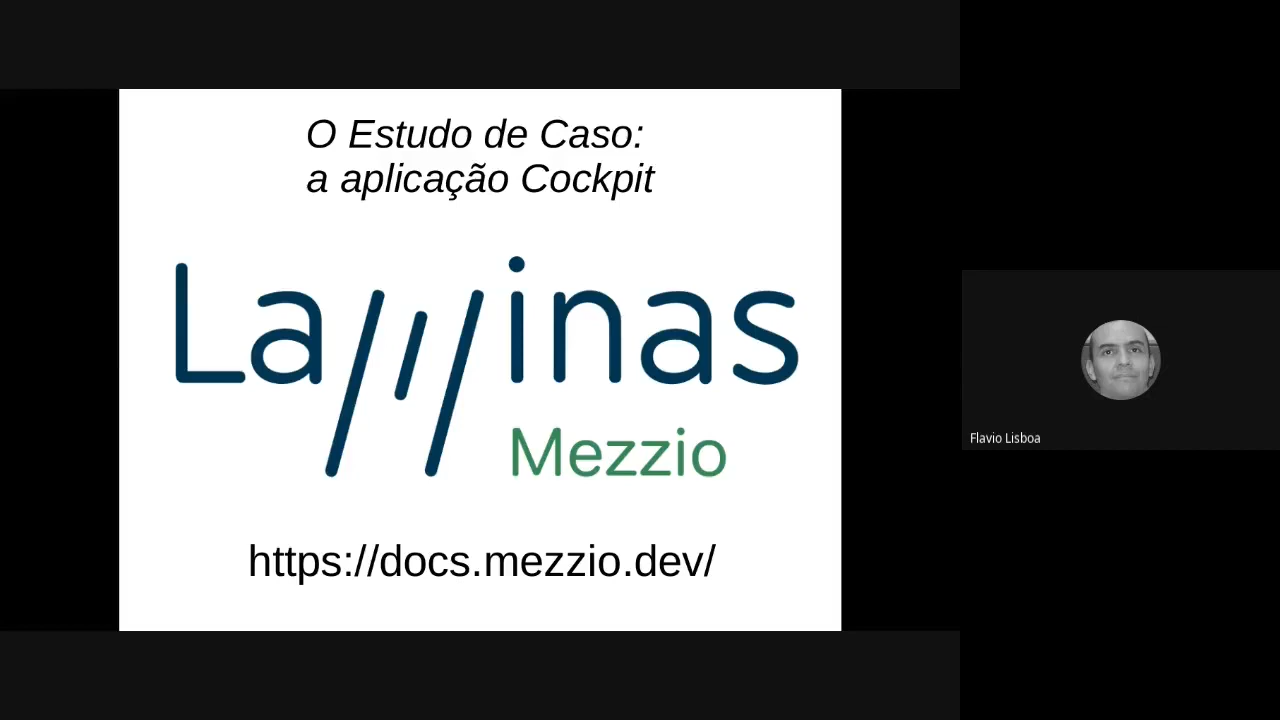 O Estudo de Caso:
a aplicação Cockpit
Laminas
Mezzio
https://docs.mezzio.dev/
Flavio Lisboa